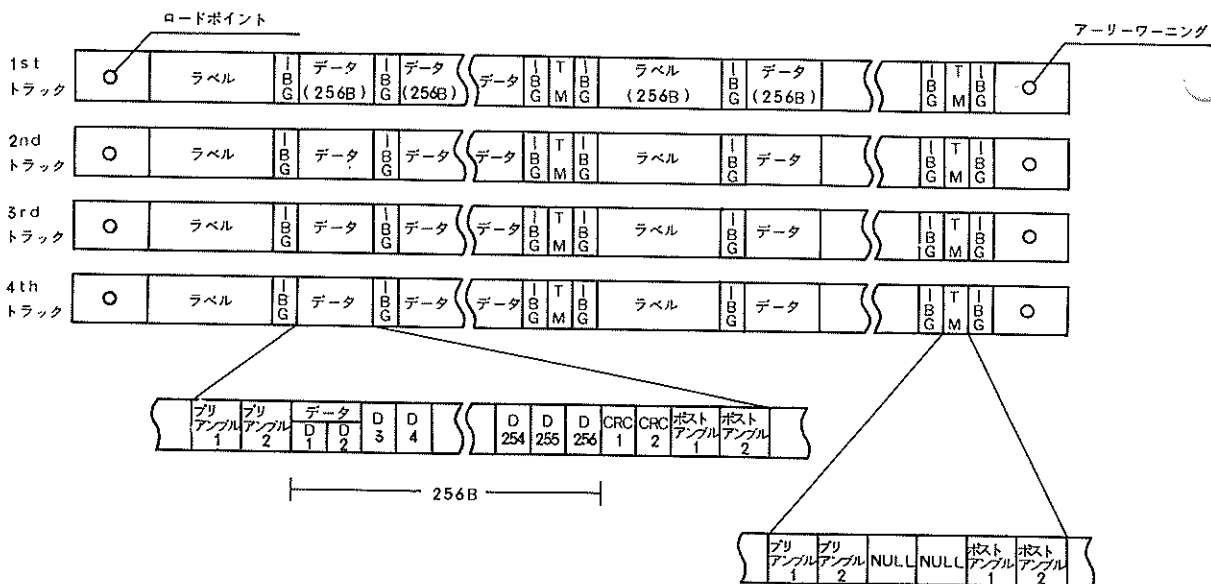 ロードポイント
アーリーワーニング
1st トラック
ラベル IBG データ (256B) IBG データ (256B) データ IBG TM IBG ラベル (256B) IBG データ (256B) IBG TM IBG
2nd トラック
ラベル IBG データ IBG データ データ IBG TM IBG ラベル IBG データ IBG TM IBG
3rd トラック
ラベル IBG データ IBG データ データ IBG TM IBG ラベル IBG データ IBG TM IBG
4th トラック
ラベル IBG データ IBG データ データ IBG TM IBG ラベル IBG データ IBG TM IBG
プリアンブル1 プリアンブル2 データ D1 D2 D3 D4 D254 D255 D256 CRC1 CRC2 ポストアンブル1 ポストアンブル2
256B
プリアンブル1 プリアンブル2 NULL NULL ポストアンブル1 ポストアンブル2